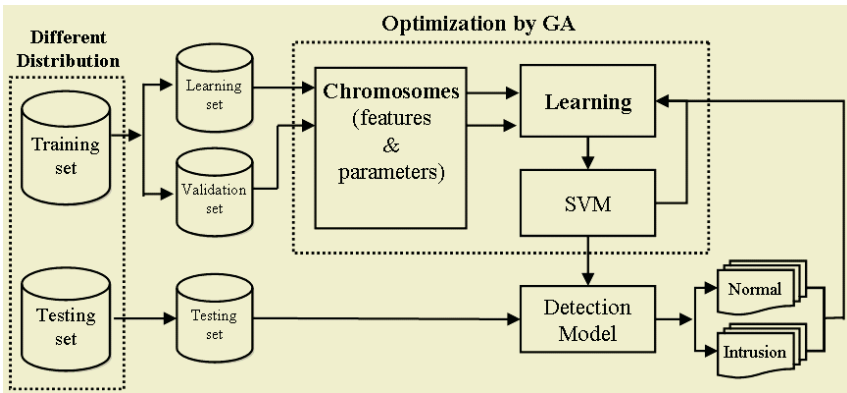 Optimization by GA
Different
Distribution
Training
set
Learning
set
Validation
set
Chromosomes
(features
&
parameters)
Learning
SVM
Testing
set
Testing
set
Detection
Model
Normal
Intrusion